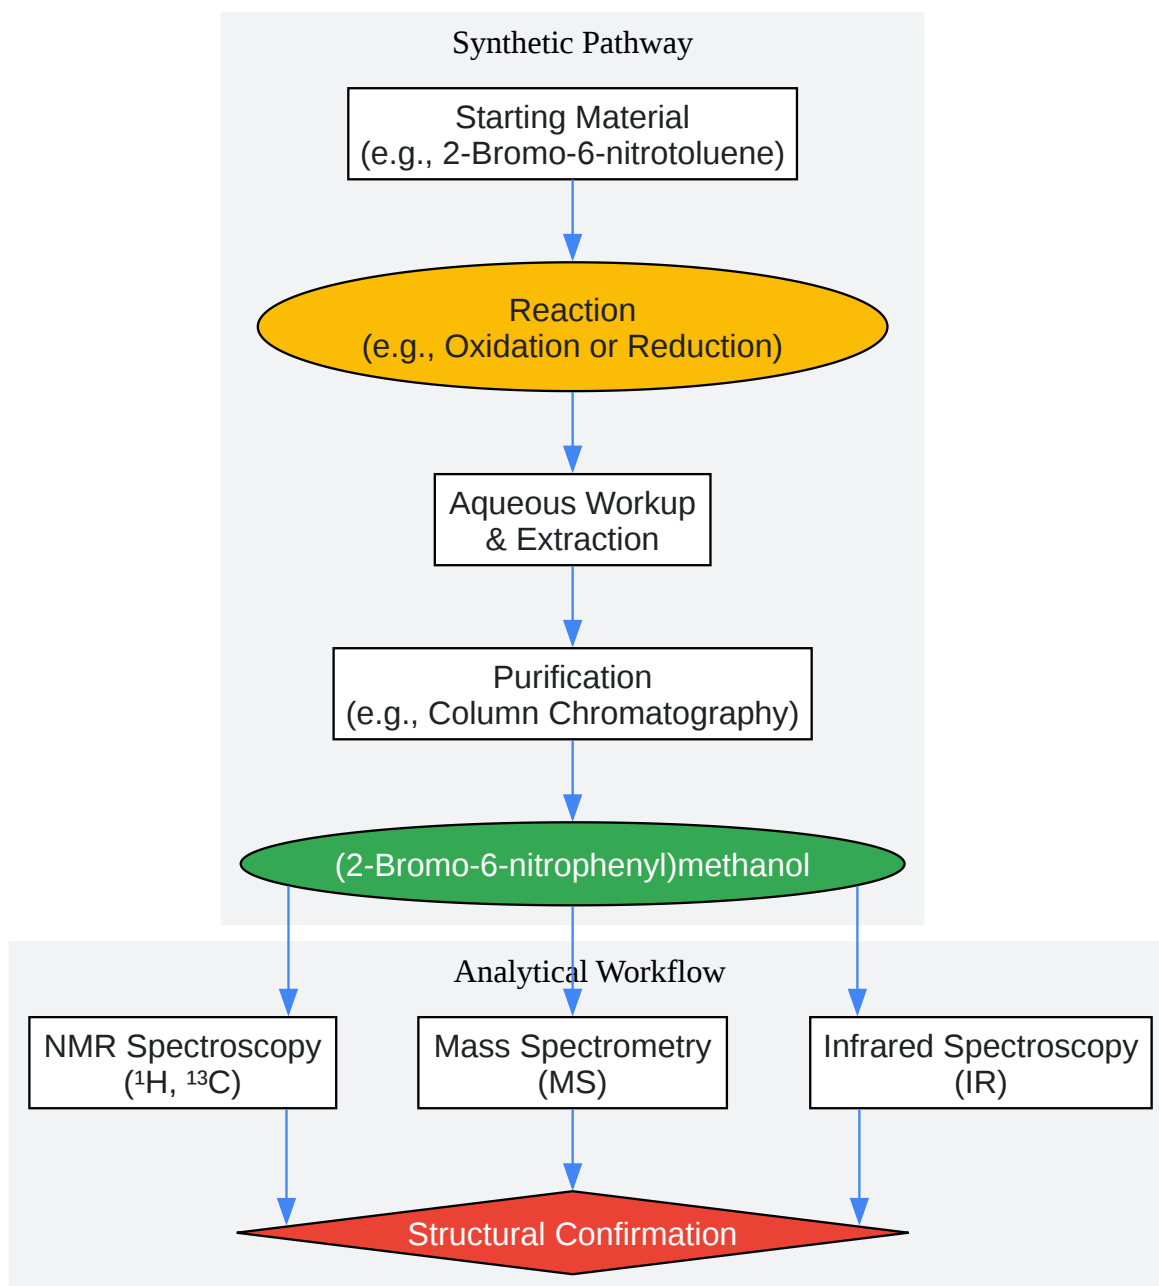 Synthetic Pathway
Starting Material
(e.g., 2-Bromo-6-nitrotoluene)
Reaction
(e.g., Oxidation or Reduction)
Aqueous Workup
& Extraction
Purification
(e.g., Column Chromatography)
(2-Bromo-6-nitrophenyl)methanol
Analytical Workflow
NMR Spectroscopy
(¹H, ¹³C)
Mass Spectrometry
(MS)
Infrared Spectroscopy
(IR)
Structural Confirmation